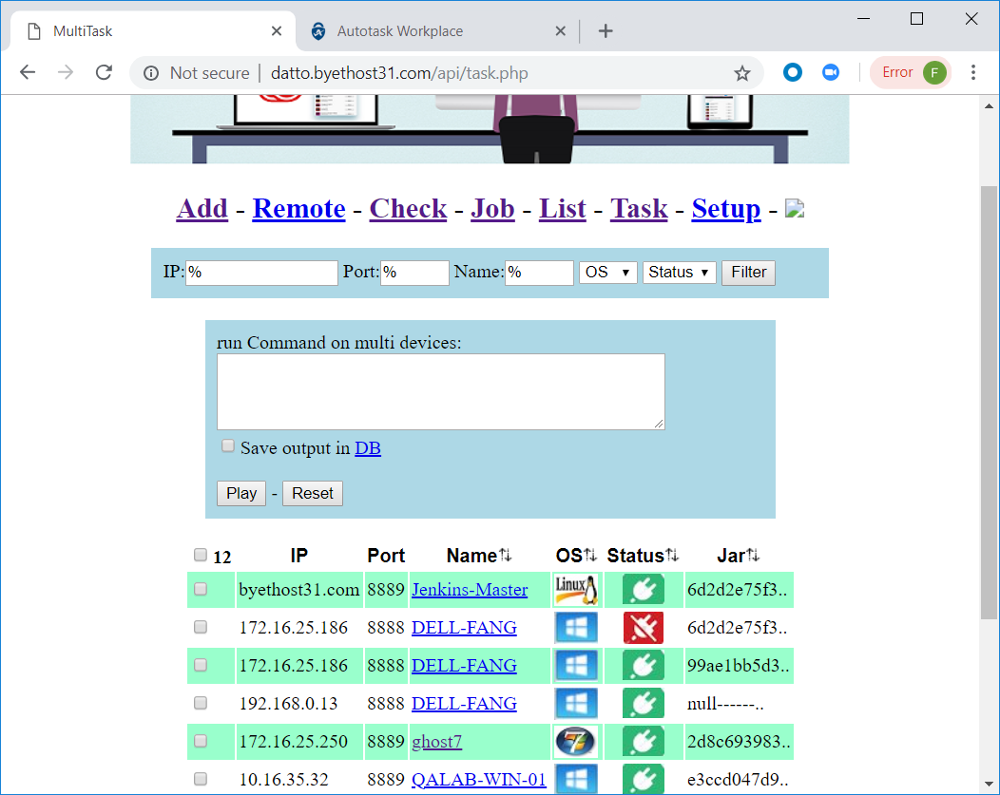 MultiTask
Autotask Workplace
Not secure | datto.byethost31.com/api/task.php
Error F
Add - Remote - Check - Job - List - Task - Setup -
IP: % Port: % Name: % OS Status Filter
run Command on multi devices:
Save output in DB
Play - Reset
12 IP Port Name OS Status Jar
byethost31.com 8889 Jenkins-Master Linux 6d2d2e75f3..
172.16.25.186 8888 DELL-FANG 6d2d2e75f3..
172.16.25.186 8889 DELL-FANG 99ae1bb5d3..
192.168.0.13 8888 DELL-FANG null------..
172.16.25.250 8889 ghost7 7 2d8c693983..
10.16.35.32 8889 QALAB-WIN-01 e3ccd047d9..